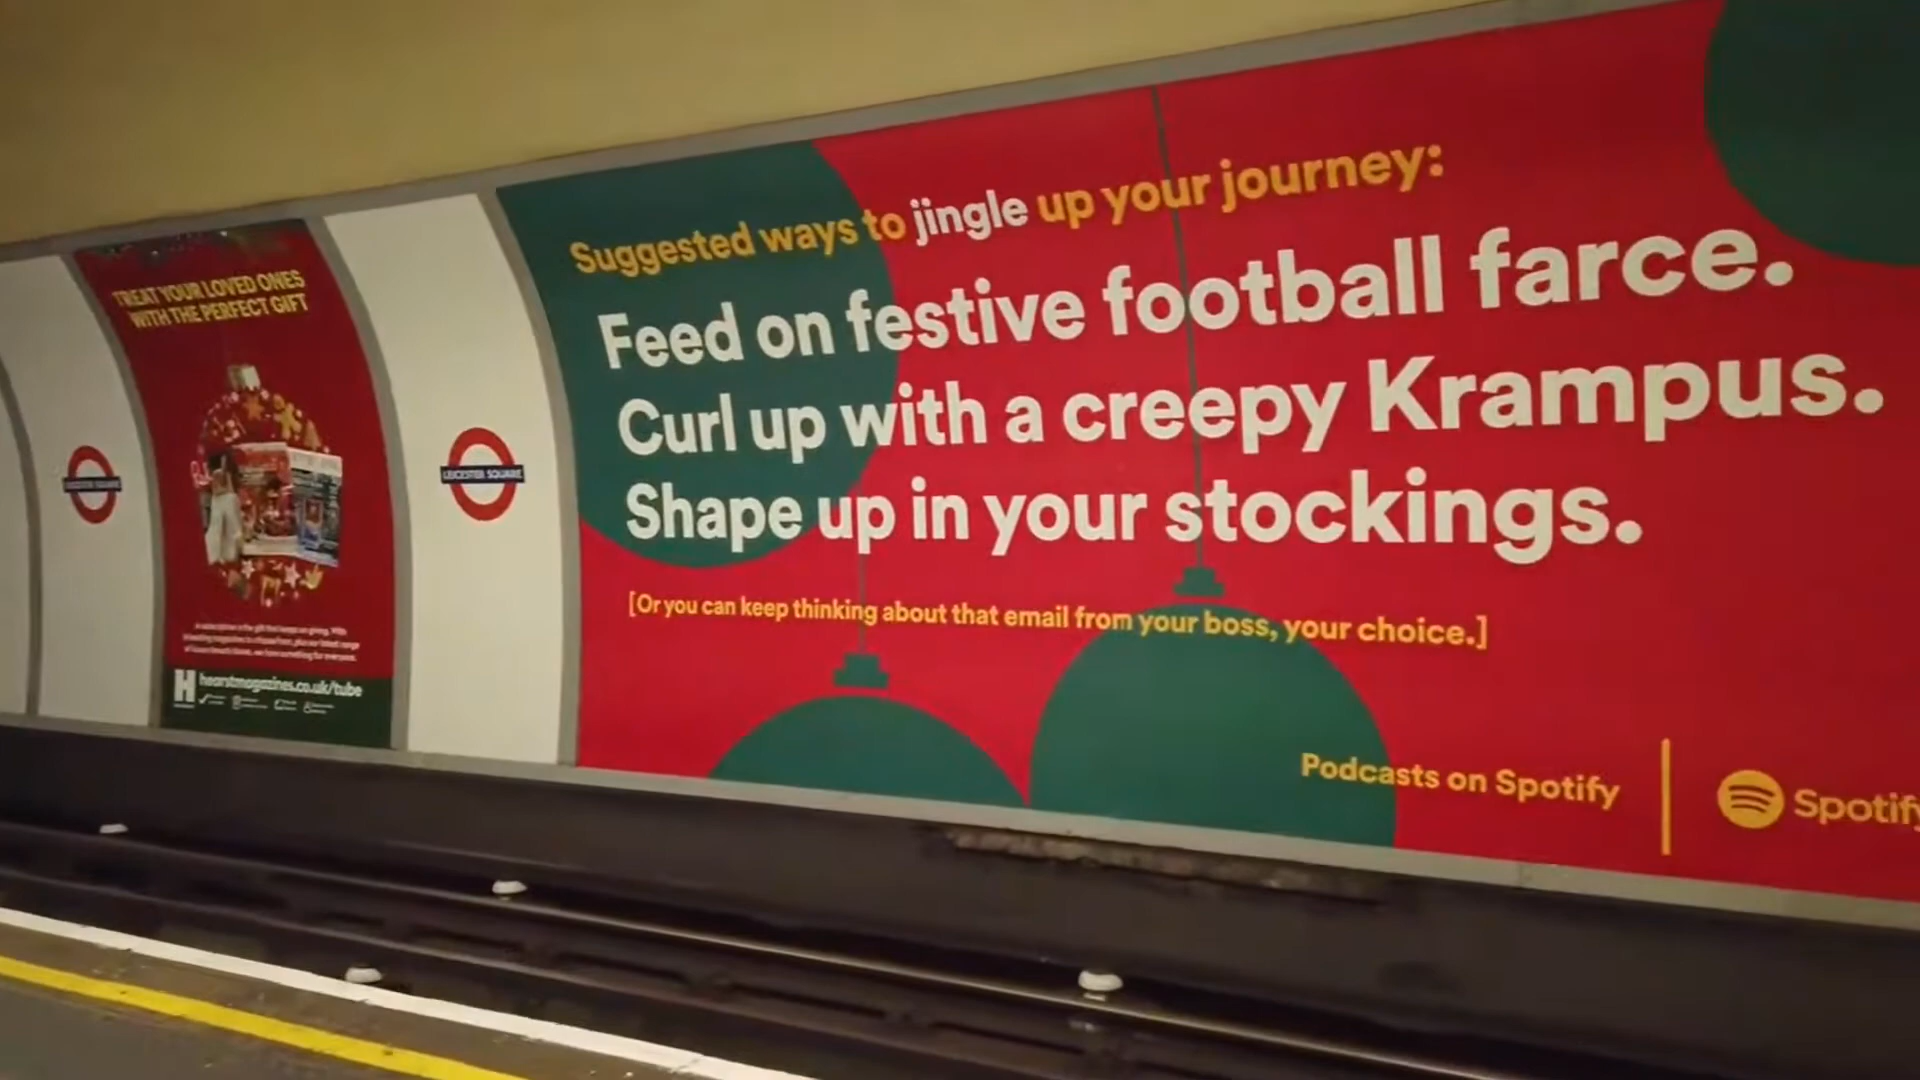 TREAT YOUR LOVED ONES
WITH THE PERFECT GIFT
H hearstmagazines.co.uk/tube
LEICESTER SQUARE
LEICESTER SQUARE
Suggested ways to jingle up your journey:
Feed on festive football farce.
Curl up with a creepy Krampus.
Shape up in your stockings.
[Or you can keep thinking about that email from your boss, your choice.]
Podcasts on Spotify
Spotify